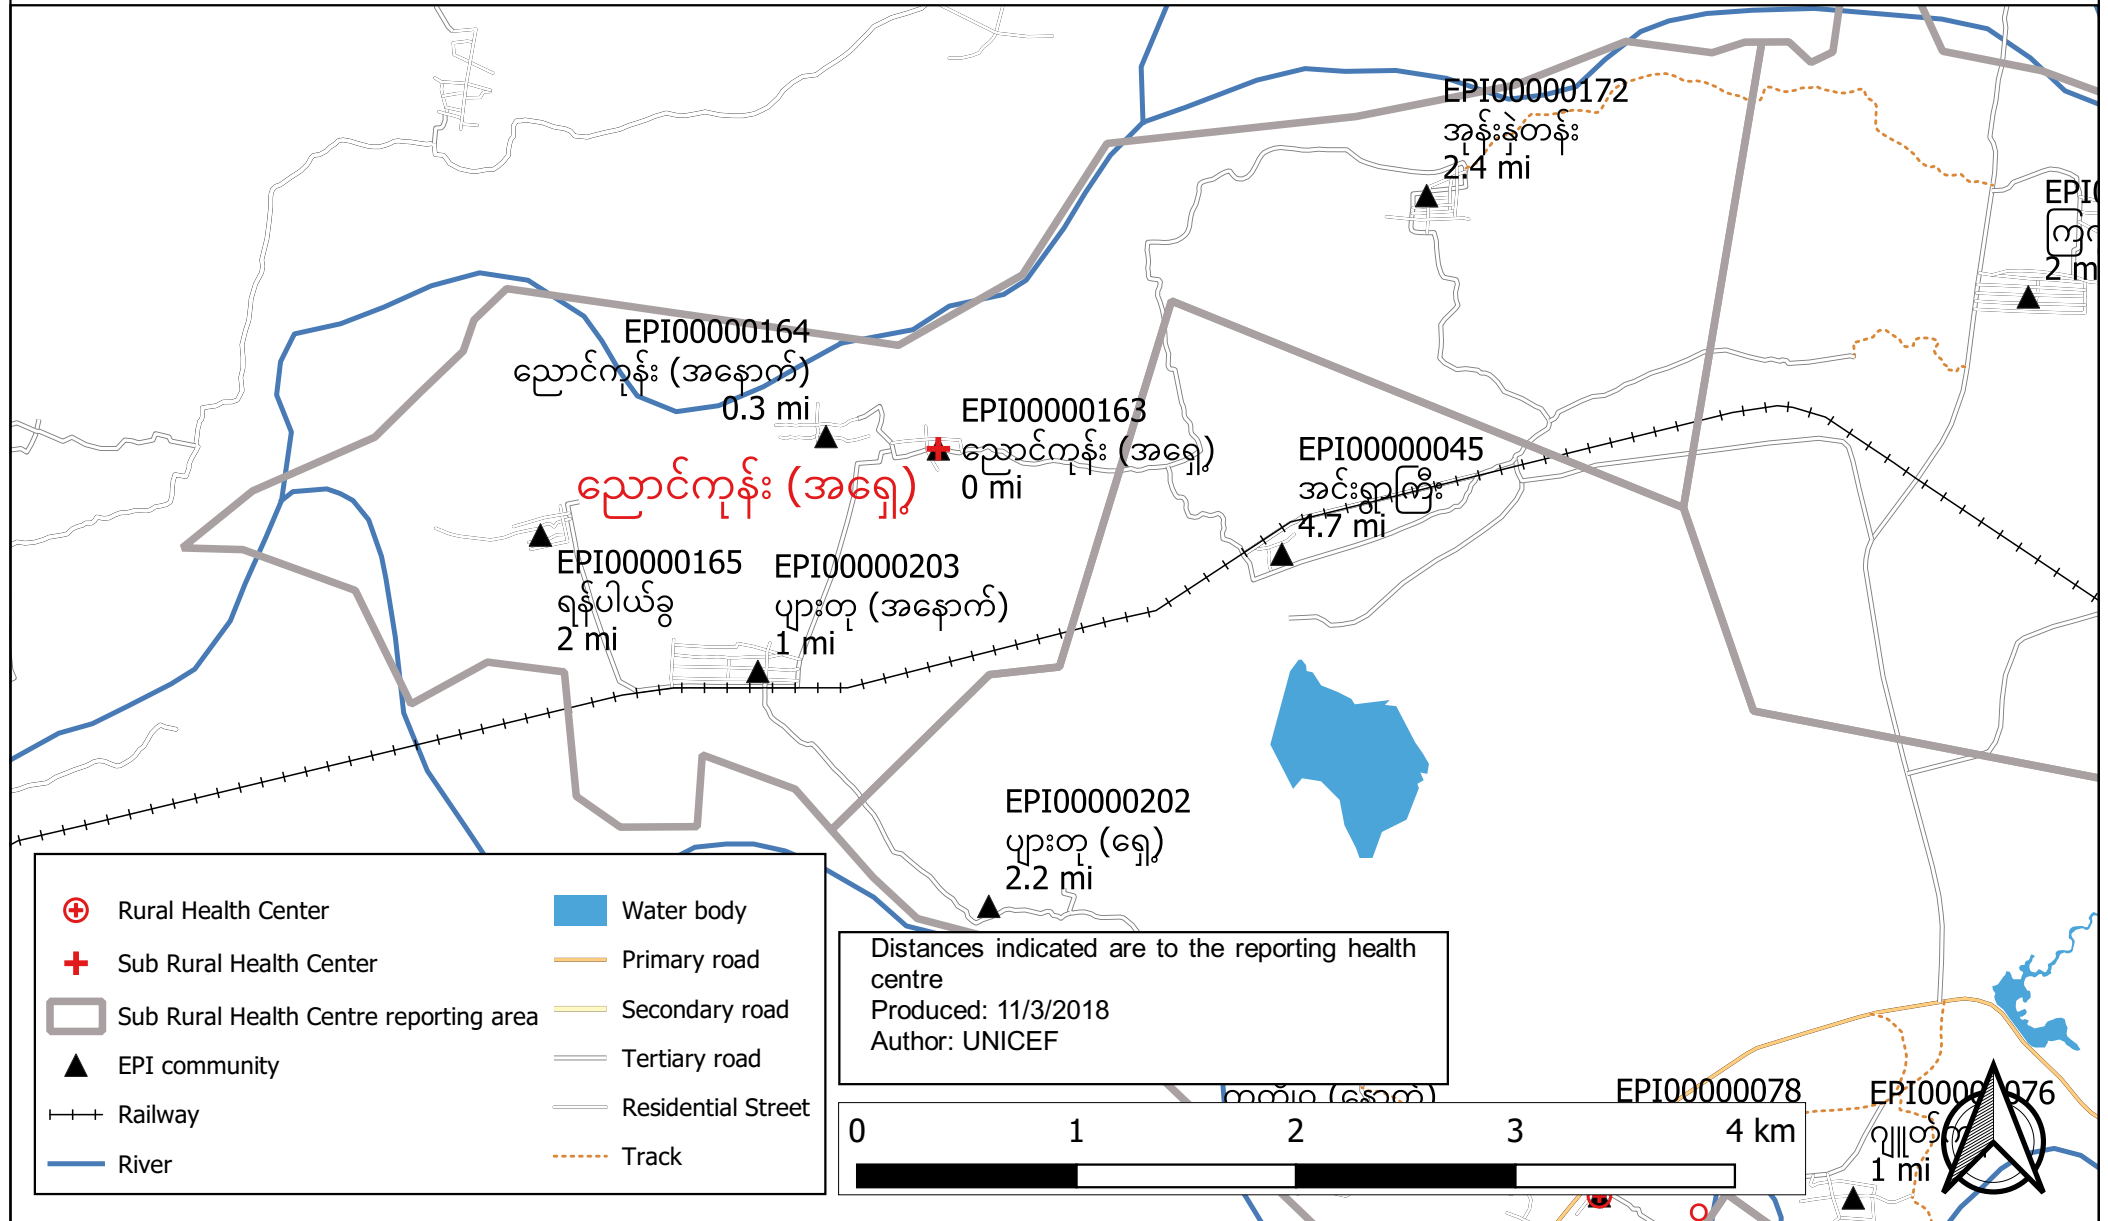 EPI00000172
အုန်းနှဲတန်း
2.4 mi
2 m
EPI00000164
ညောင်ကုန်း (အနောက်)
0.3 mi
EPI00000163
ညောင်ကုန်း (အရှေ့)
0 mi
EPI00000045
အင်းရွာကြီး
4.7 mi
ညောင်ကုန်း (အရှေ့)
EPI00000165
ရန်ပါယ်ခွ
2 mi
EPI00000203
ပျားတု (အနောက်)
1 mi
EPI00000202
ပျားတု (ရှေ့)
2.2 mi
Rural Health Center
Sub Rural Health Center
Sub Rural Health Centre reporting area
EPI community
Railway
River
Water body
Primary road
Secondary road
Tertiary road
Residential Street
Track
Distances indicated are to the reporting health
centre
Produced: 11/3/2018
Author: UNICEF
EPI00000078
EPI00000076
1 mi
0 1 2 3 4 km